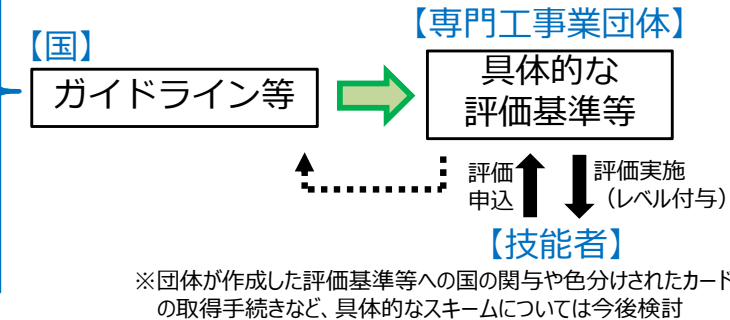 【専門工事業団体】
【国】
ガイドライン等
具体的な
評価基準等
評価
申込
評価実施
（レベル付与）
【技能者】
※団体が作成した評価基準等への国の関与や色分けされたカード
の取得手続きなど、具体的なスキームについては今後検討